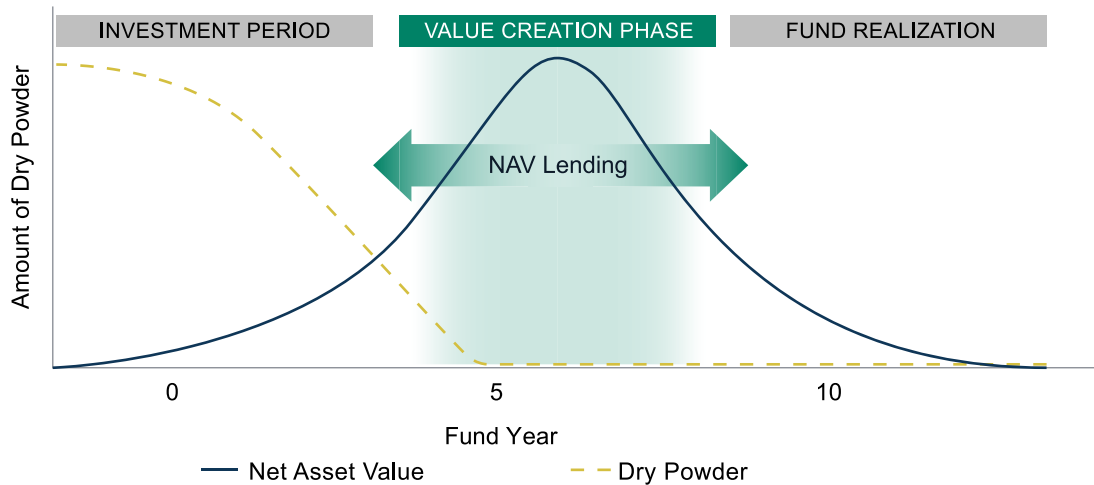 INVESTMENT PERIOD
VALUE CREATION PHASE
FUND REALIZATION
Amount of Dry Powder
NAV Lending
0
5
10
Fund Year
Net Asset Value
Dry Powder